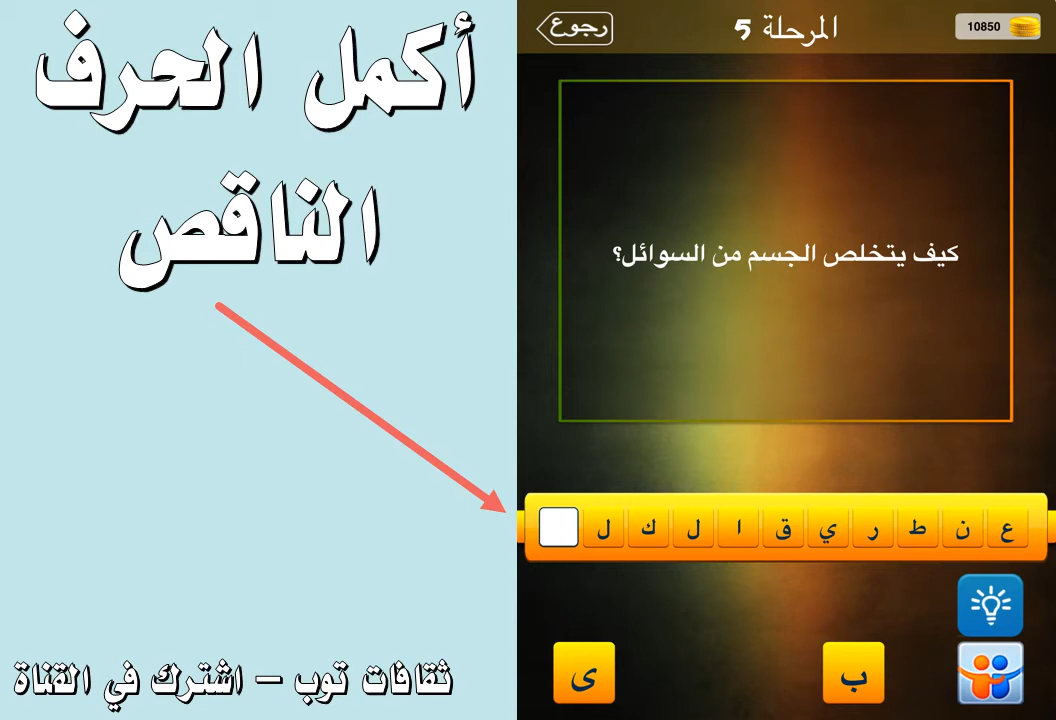 أكمل الحرف
الناقص
ثقافات توب – اشترك في القناة
رجوع
المرحلة 5
10850
كيف يتخلص الجسم من السوائل؟
ع ن ط ر ي ق ا ل ك ل
ى ب